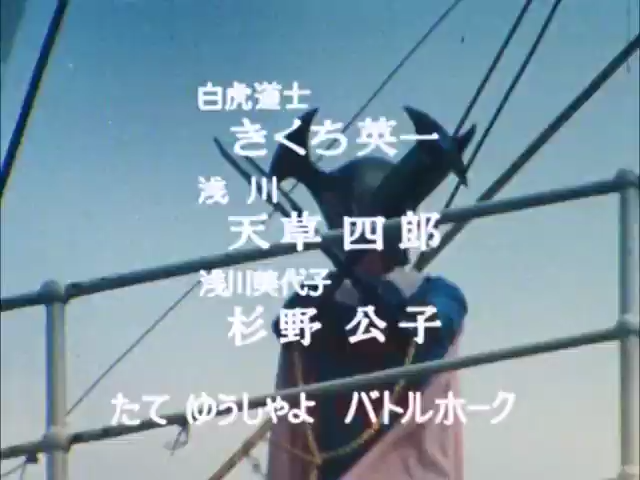 白虎道士
きくち英一
浅川
天草四郎
浅川美代子
杉野公子
たて ゆうしゃよ バトルホーク